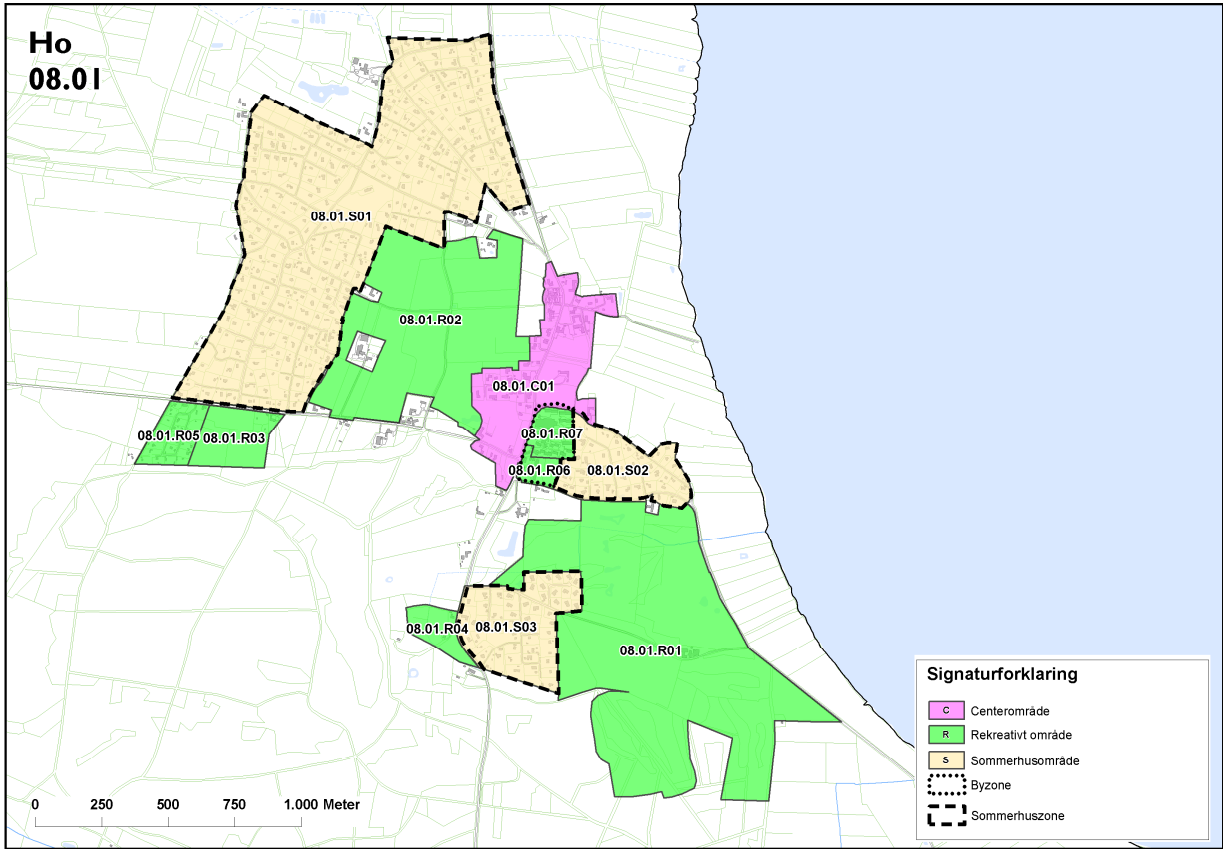 Ho
08.01
08.01.S01
08.01.R02
08.01.C01
08.01.R05
08.01.R03
08.01.R07
08.01.R06
08.01.S02
08.01.R04
08.01.S03
08.01.R01
Signaturforklaring
C Centerområde
R Rekreativt område
S Sommerhusområde
Byzone
Sommerhuszone
0 250 500 750 1.000 Meter